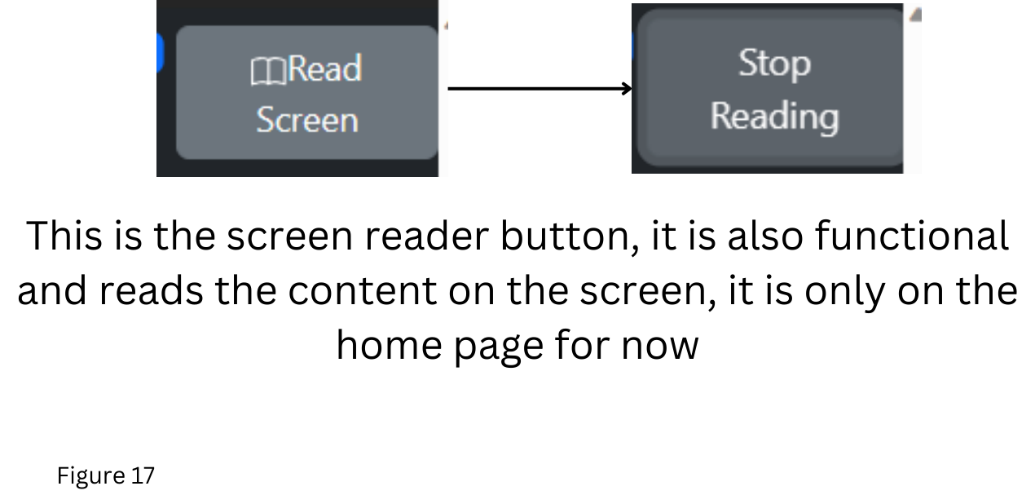 Read
Screen
Stop
Reading
This is the screen reader button, it is also functional
and reads the content on the screen, it is only on the
home page for now
Figure 17